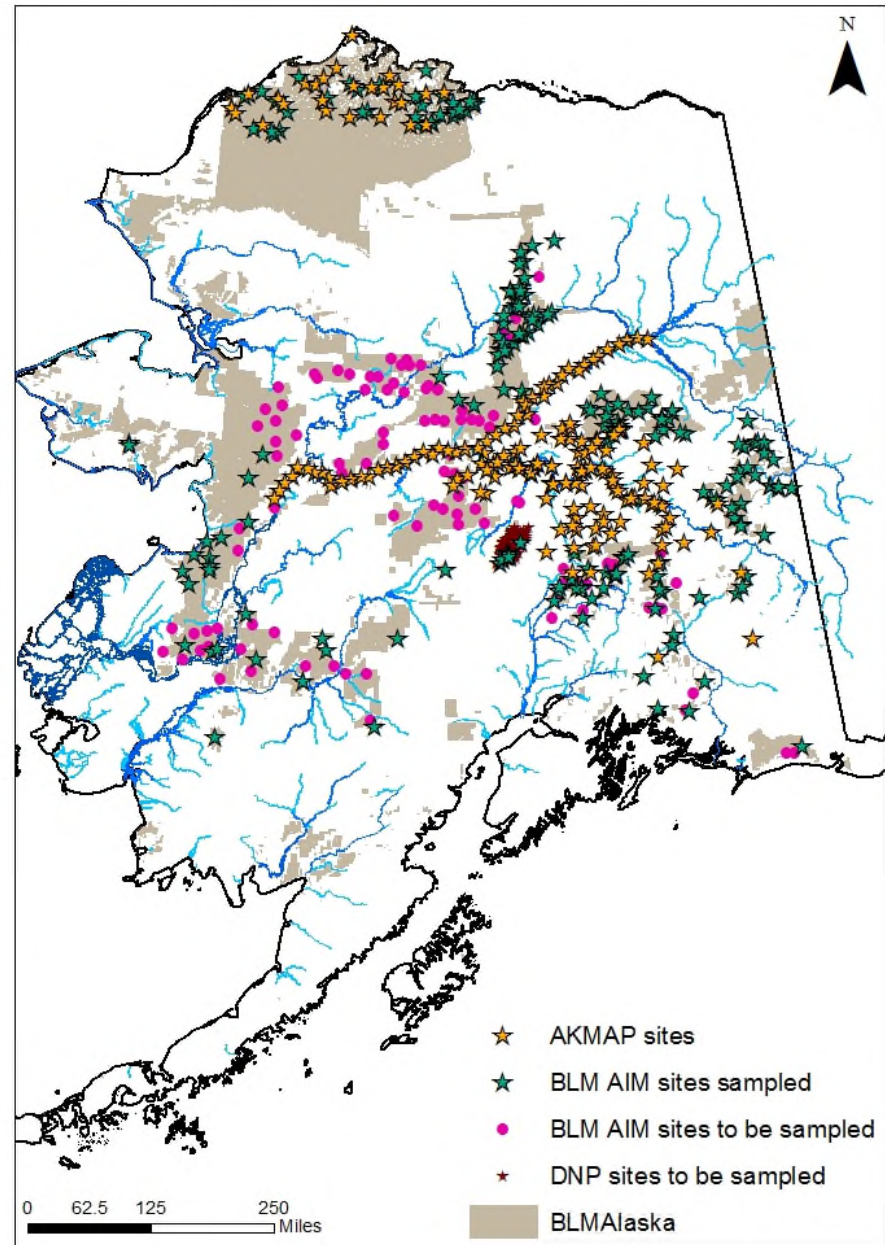 N
AKMAP sites
BLM AIM sites sampled
BLM AIM sites to be sampled
DNP sites to be sampled
BLMAlaska
0 62.5 125 250
Miles